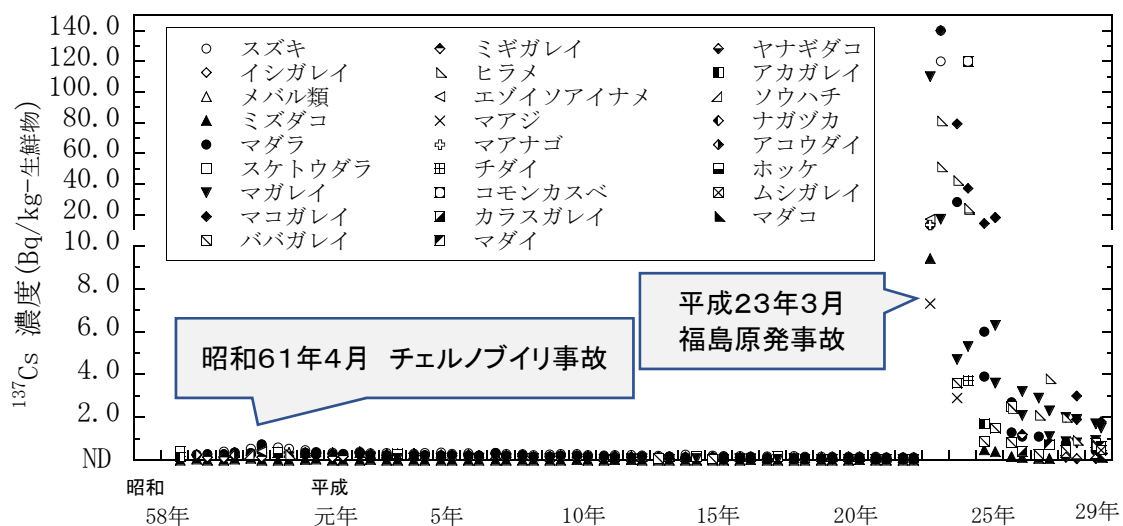 140.0
120.0
100.0
80.0
60.0
40.0
20.0
10.0
8.0
6.0
4.0
2.0
ND
¹³⁷Cs 濃度(Bq/kg-生鮮物)
スズキ
イシガレイ
メバル類
ミズダコ
マダラ
スケトウダラ
マガレイ
マコガレイ
ババガレイ
ミギガレイ
ヒラメ
エゾイソアイナメ
マアジ
マアナゴ
チダイ
コモンカスベ
カラスガレイ
マダイ
ヤナギダコ
アカガレイ
ソウハチ
ナガヅカ
アコウダイ
ホッケ
ムシガレイ
マダコ
昭和61年4月 チェルノブイリ事故
平成23年3月
福島原発事故
昭和 平成
58年 元年 5年 10年 15年 20年 25年 29年